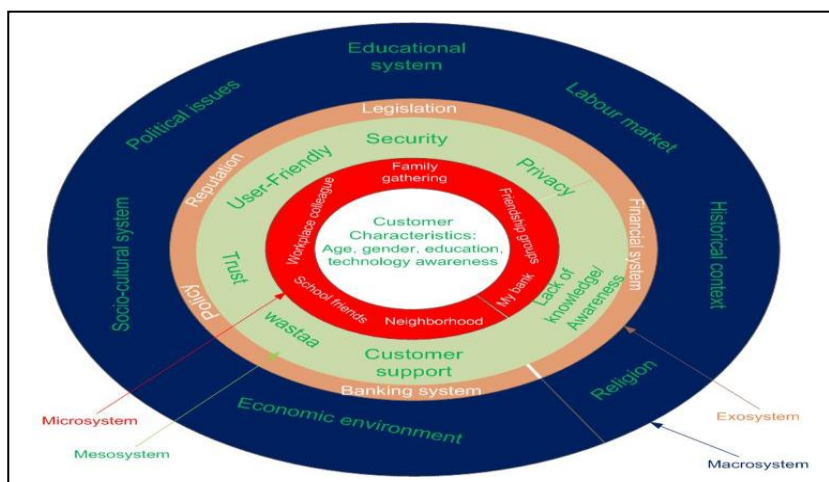 Educational
system
Political issues
Labour market
Socio-cultural system
Historical context
Economic environment
Religion
Legislation
Reputation
Financial system
Policy
Banking system
Security
User-Friendly
Privacy
Trust
Lack of
knowledge/
Awareness
wastaa
Customer
support
Family
gathering
Workplace colleague
Friendship groups
School friends
My bank
Neighborhood
Customer
Characteristics:
Age, gender, education,
technology awareness
Microsystem
Mesosystem
Exosystem
Macrosystem